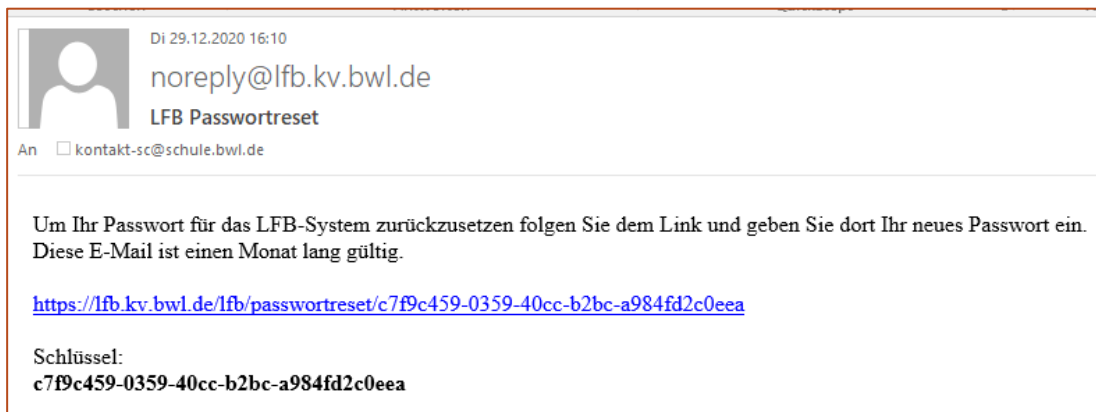 Di 29.12.2020 16:10
noreply@lfb.kv.bwl.de
LFB Passwortreset
An kontakt-sc@schule.bwl.de
Um Ihr Passwort für das LFB-System zurückzusetzen folgen Sie dem Link und geben Sie dort Ihr neues Passwort ein.
Diese E-Mail ist einen Monat lang gültig.
https://lfb.kv.bwl.de/lfb/passwortreset/c7f9c459-0359-40cc-b2bc-a984fd2c0eea
Schlüssel:
c7f9c459-0359-40cc-b2bc-a984fd2c0eea